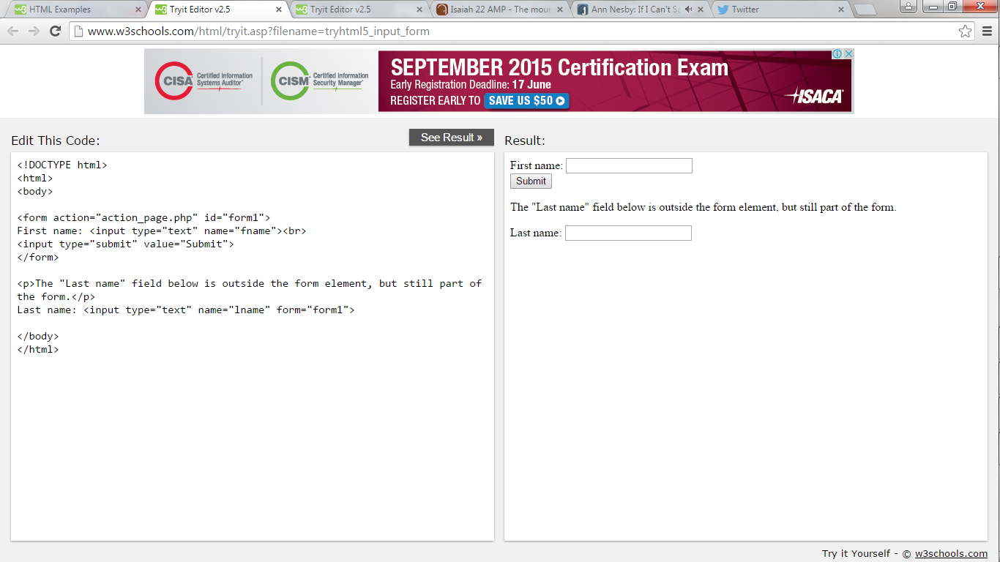 HTML Examples
Tryit Editor v2.5
Tryit Editor v2.5
Isaiah 22 AMP - The mour
Ann Nesby: If I Can't Sa
Twitter
www.w3schools.com/html/tryit.asp?filename=tryhtml5_input_form
CISA Certified Information Systems Auditor®
CISM Certified Information Security Manager®
SEPTEMBER 2015 Certification Exam
Early Registration Deadline: 17 June
REGISTER EARLY TO SAVE US $50
ISACA®
Edit This Code:
See Result »
Result:
<!DOCTYPE html>
<html>
<body>
<form action="action_page.php" id="form1">
First name: <input type="text" name="fname"><br>
<input type="submit" value="Submit">
</form>
<p>The "Last name" field below is outside the form element, but still part of
the form.</p>
Last name: <input type="text" name="lname" form="form1">
</body>
</html>
First name:
Submit
The "Last name" field below is outside the form element, but still part of the form.
Last name:
Try it Yourself - © w3schools.com